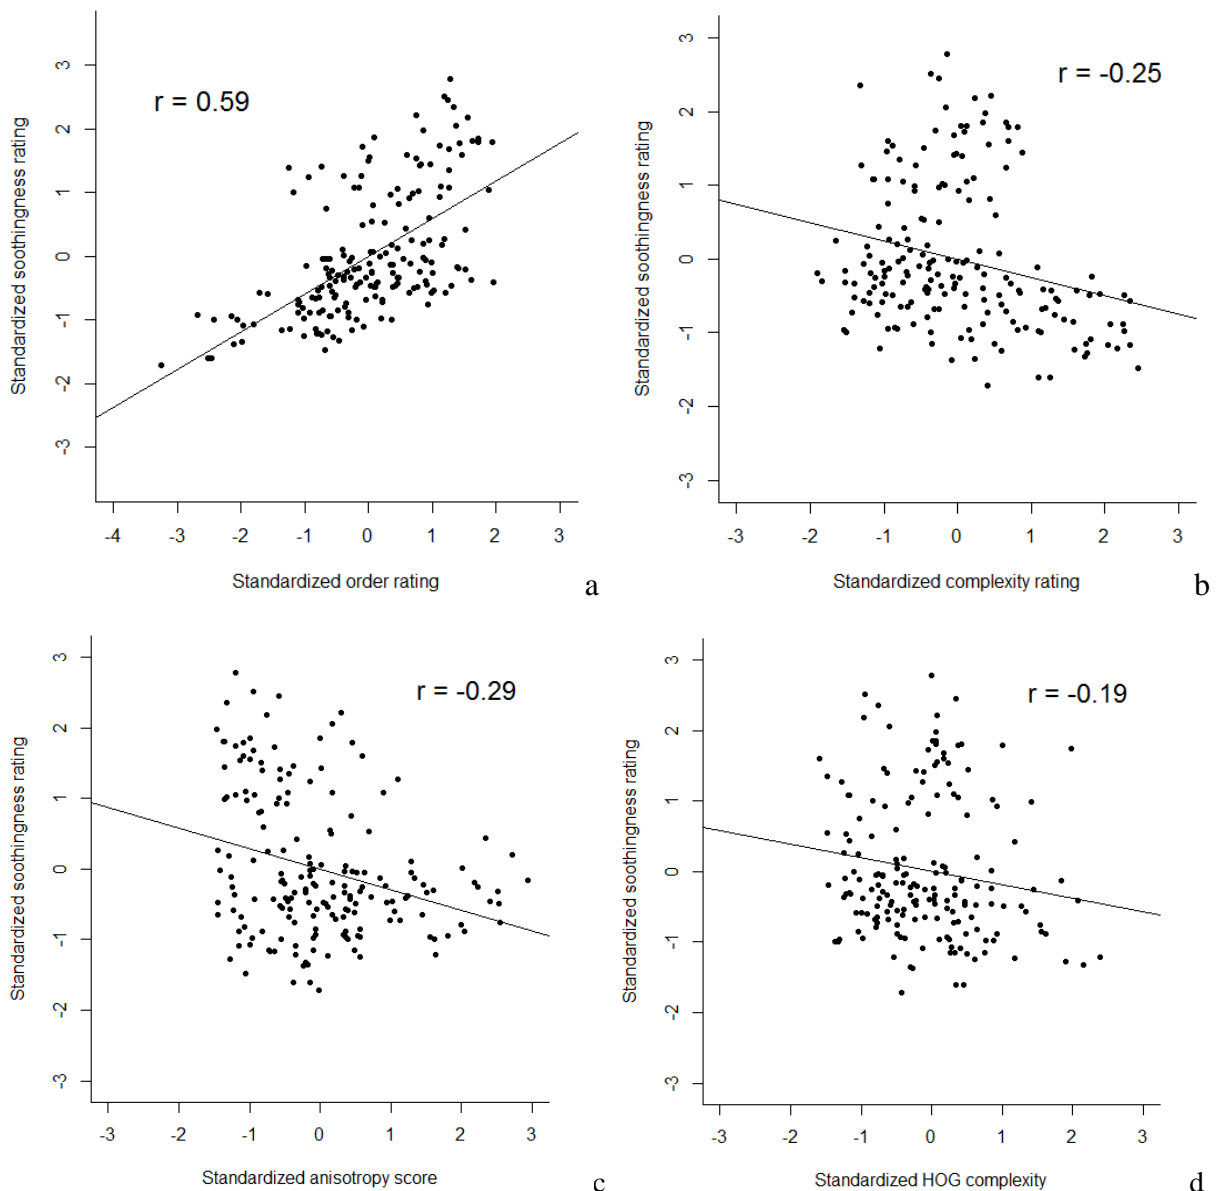 r = 0.59
Standardized soothingness rating
3
2
1
0
-1
-2
-3
-4 -3 -2 -1 0 1 2 3
Standardized order rating
a
r = -0.25
Standardized soothingness rating
3
2
1
0
-1
-2
-3
-3 -2 -1 0 1 2 3
Standardized complexity rating
b
r = -0.29
Standardized soothingness rating
3
2
1
0
-1
-2
-3
-3 -2 -1 0 1 2 3
Standardized anisotropy score
c
r = -0.19
Standardized soothingness rating
3
2
1
0
-1
-2
-3
-3 -2 -1 0 1 2 3
Standardized HOG complexity
d